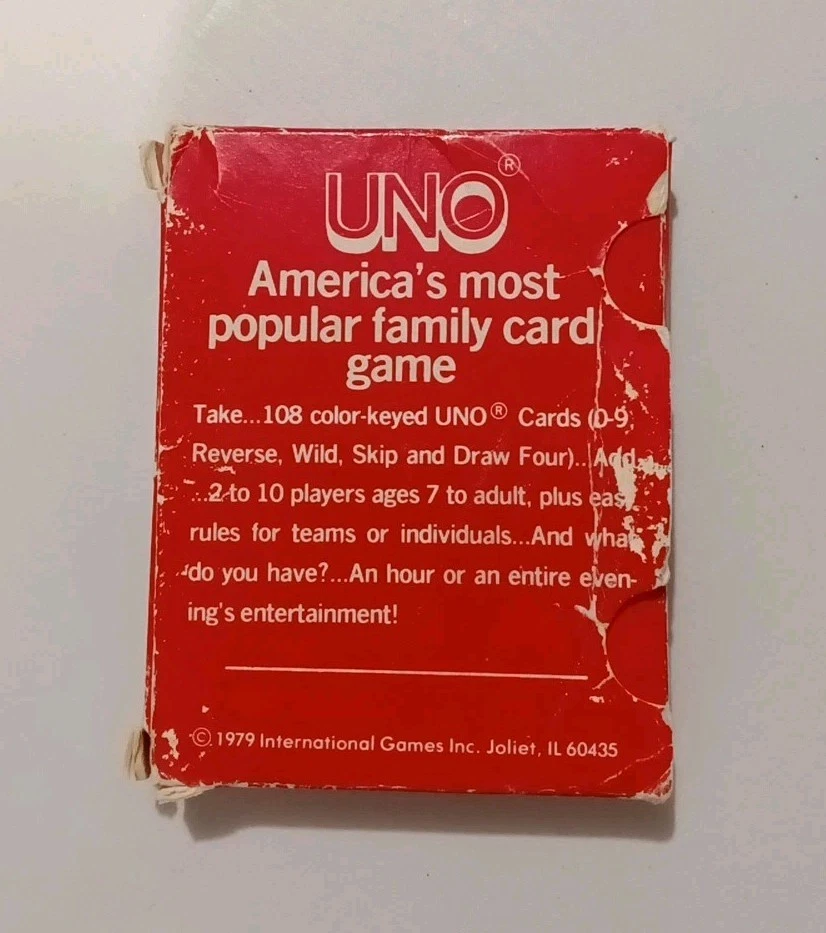 UNO®
America's most
popular family card
game
Take...108 color-keyed UNO® Cards (0-9,
Reverse, Wild, Skip and Draw Four)...Add
...2 to 10 players ages 7 to adult, plus easy
rules for teams or individuals...And what
do you have?...An hour or an entire even-
ing's entertainment!
© 1979 International Games Inc. Joliet, IL 60435